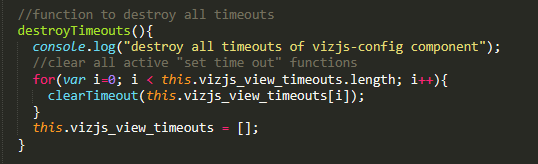 //function to destroy all timeouts
destroyTimeouts(){
console.log("destroy all timeouts of vizjs-config component");
//clear all active "set time out" functions
for(var i=0; i < this.vizjs_view_timeouts.length; i++){
clearTimeout(this.vizjs_view_timeouts[i]);
}
this.vizjs_view_timeouts = [];
}